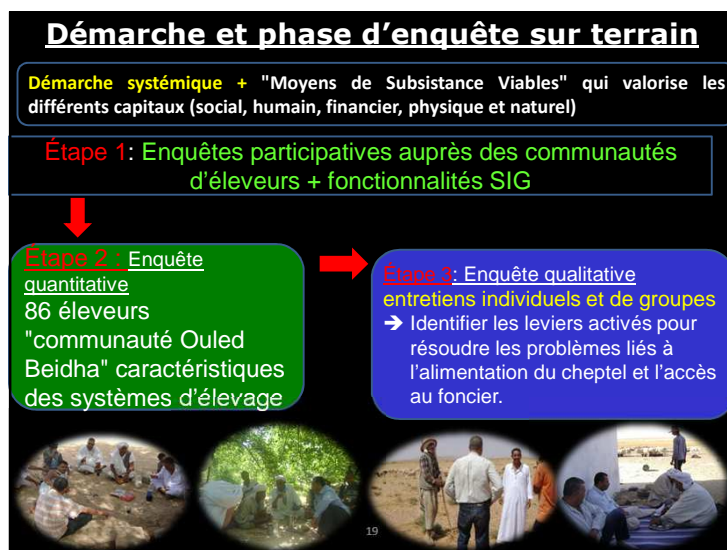 Démarche et phase d’enquête sur terrain
Démarche systémique + "Moyens de Subsistance Viables" qui valorise les
différents capitaux (social, humain, financier, physique et naturel)
Étape 1: Enquêtes participatives auprès des communautés
d’éleveurs + fonctionnalités SIG
Étape 2 : Enquête
quantitative
86 éleveurs
"communauté Ouled
Beidha" caractéristiques
des systèmes d’élevage
Étape 3: Enquête qualitative
entretiens individuels et de groupes
➔ Identifier les leviers activés pour
résoudre les problèmes liés à
l’alimentation du cheptel et l’accès
au foncier.
19